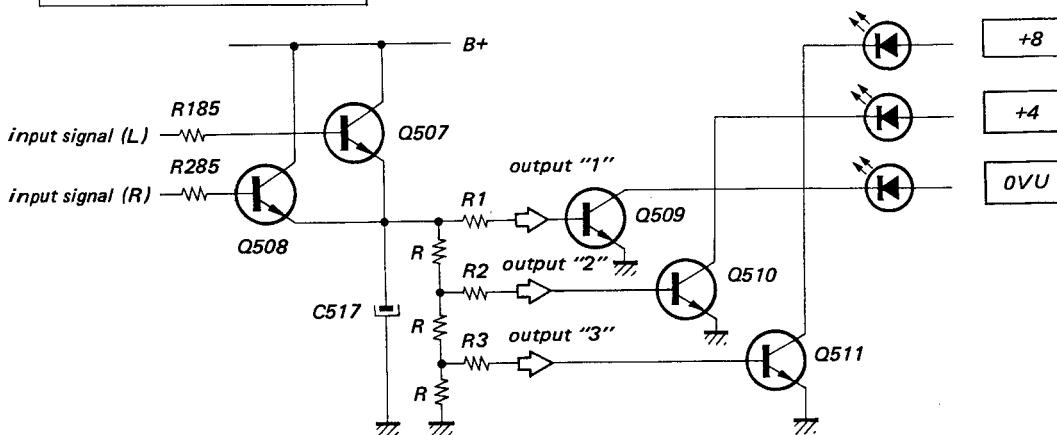 B+
+8
R185
input signal (L)
Q507
+4
R285
output "1"
input signal (R)
R1
0VU
Q509
Q508
R
R2
output "2"
Q510
C517
R
R3
output "3"
Q511
R